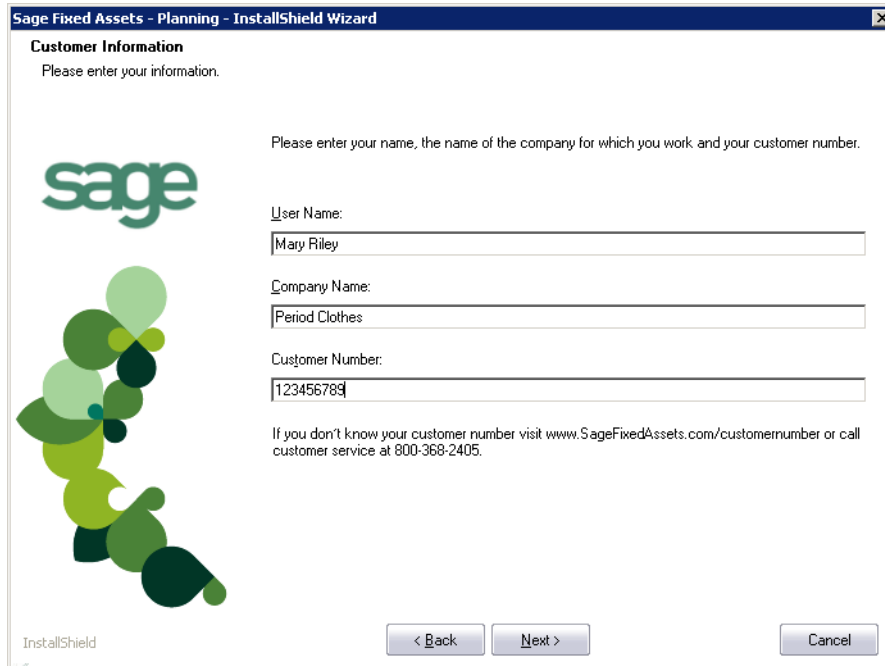 Sage Fixed Assets - Planning - InstallShield Wizard
Customer Information
Please enter your information.
sage
Please enter your name, the name of the company for which you work and your customer number.
User Name:
Mary Riley
Company Name:
Period Clothes
Customer Number:
123456789
If you don't know your customer number visit www.SageFixedAssets.com/customernumber or call
customer service at 800-368-2405.
InstallShield
< Back
Next >
Cancel